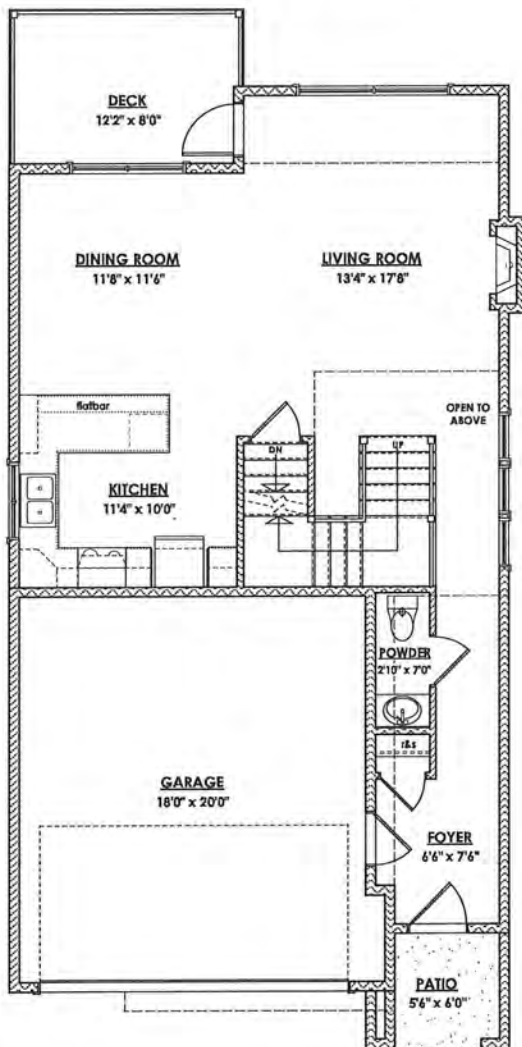 DECK
12'2" x 8'0"
DINING ROOM
11'8" x 11'6"
LIVING ROOM
13'4" x 17'8"
flatbar
OPEN TO
ABOVE
DN
UP
KITCHEN
11'4" x 10'0"
POWDER
2'10" x 7'0"
r&s
GARAGE
18'0" x 20'0"
FOYER
6'6" x 7'6"
PATIO
5'6" x 6'0"